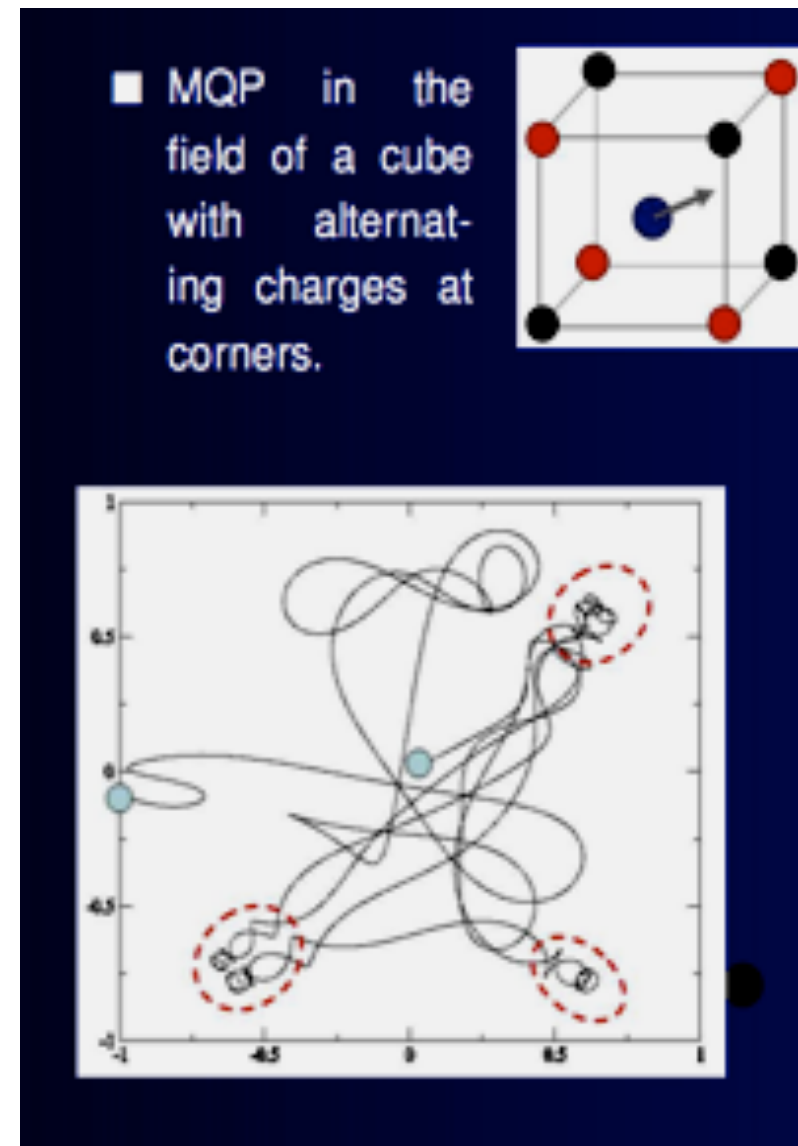 MQP in the
field of a cube
with alternat-
ing charges at
corners.
1
0.5
0
-0.5
-1
-1
-0.5
0
0.5
1